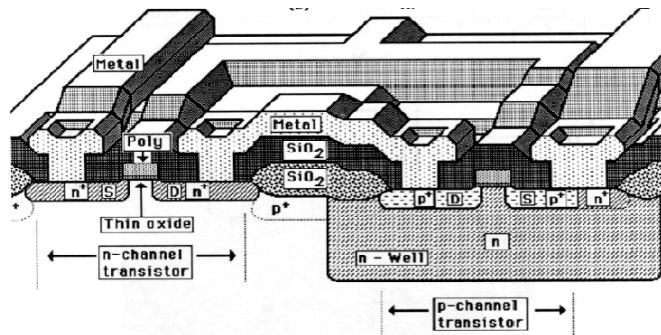 Metal
Metal
Poly
SiO₂
SiO₂
n⁺ S D n⁺
p⁺ D S p⁺ n⁺
p⁺
p⁺
Thin oxide
n
n-channel
transistor
n - Well
p-channel
transistor